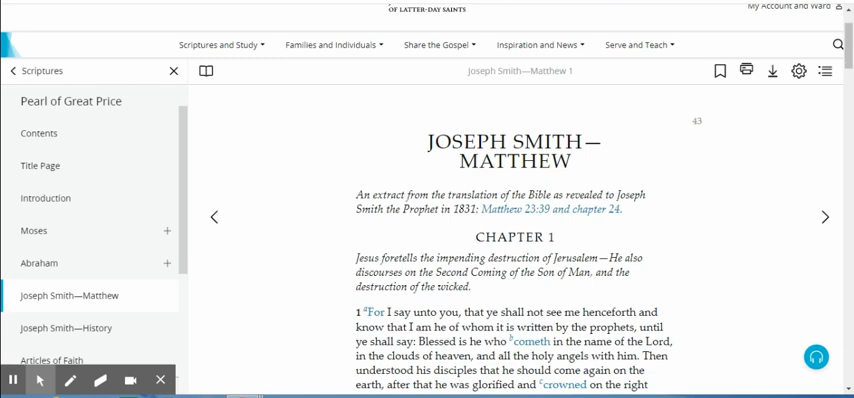 OF LATTER-DAY SAINTS
My Account and Ward
Scriptures and Study
Families and Individuals
Share the Gospel
Inspiration and News
Serve and Teach
Scriptures
Joseph Smith—Matthew 1
Pearl of Great Price
Contents
Title Page
Introduction
Moses
Abraham
Joseph Smith—Matthew
Joseph Smith—History
Articles of Faith
43
JOSEPH SMITH—
MATTHEW
An extract from the translation of the Bible as revealed to Joseph
Smith the Prophet in 1831: Matthew 23:39 and chapter 24.
CHAPTER 1
Jesus foretells the impending destruction of Jerusalem—He also
discourses on the Second Coming of the Son of Man, and the
destruction of the wicked.
1 aFor I say unto you, that ye shall not see me henceforth and
know that I am he of whom it is written by the prophets, until
ye shall say: Blessed is he who bcometh in the name of the Lord,
in the clouds of heaven, and all the holy angels with him. Then
understood his disciples that he should come again on the
earth, after that he was glorified and ccrowned on the right